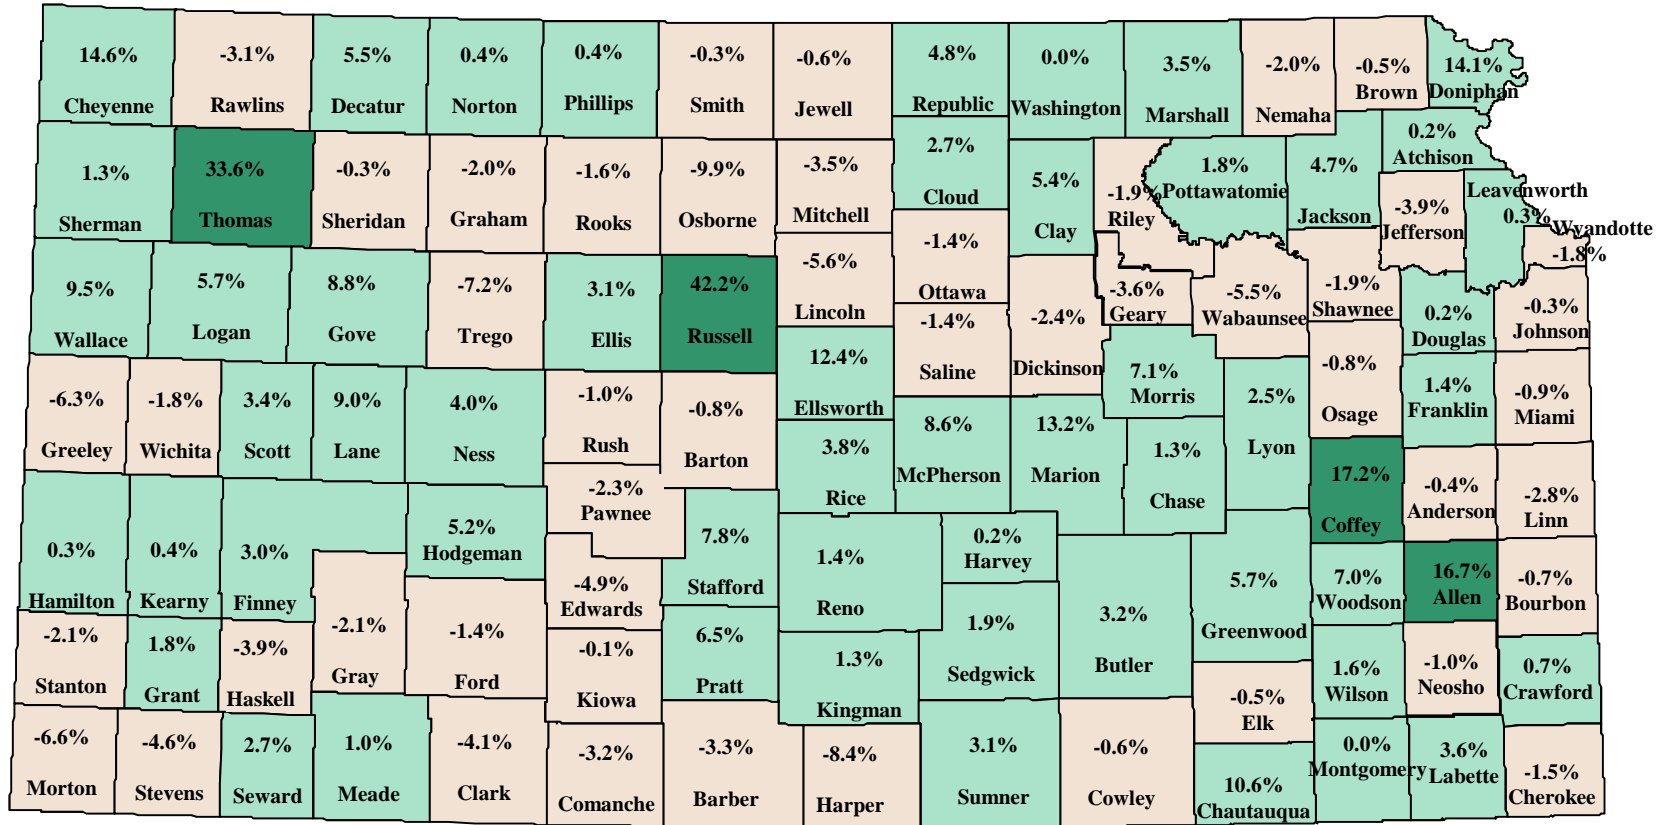 14.6%
Cheyenne
-3.1%
Rawlins
5.5%
Decatur
0.4%
Norton
0.4%
Phillips
-0.3%
Smith
-0.6%
Jewell
4.8%
Republic
0.0%
Washington
3.5%
Marshall
-2.0%
Nemaha
-0.5%
Brown
14.1%
Doniphan
1.3%
Sherman
33.6%
Thomas
-0.3%
Sheridan
-2.0%
Graham
-1.6%
Rooks
-9.9%
Osborne
-3.5%
Mitchell
2.7%
Cloud
5.4%
Clay
-1.9%
Riley
1.8%
Pottawatomie
4.7%
Jackson
0.2%
Atchison
-3.9%
Jefferson
Leavenworth
0.3%
Wyandotte
-1.8%
9.5%
Wallace
5.7%
Logan
8.8%
Gove
-7.2%
Trego
3.1%
Ellis
42.2%
Russell
-5.6%
Lincoln
-1.4%
Ottawa
-1.4%
Saline
-2.4%
Dickinson
-3.6%
Geary
-5.5%
Wabaunsee
-1.9%
Shawnee
0.2%
Douglas
-0.3%
Johnson
-6.3%
Greeley
-1.8%
Wichita
3.4%
Scott
9.0%
Lane
4.0%
Ness
-1.0%
Rush
-0.8%
Barton
12.4%
Ellsworth
3.8%
Rice
8.6%
McPherson
13.2%
Marion
7.1%
Morris
1.3%
Chase
2.5%
Lyon
-0.8%
Osage
1.4%
Franklin
-0.9%
Miami
17.2%
Coffey
-0.4%
Anderson
-2.8%
Linn
0.3%
Hamilton
0.4%
Kearny
3.0%
Finney
5.2%
Hodgeman
-2.3%
Pawnee
-4.9%
Edwards
7.8%
Stafford
1.4%
Reno
0.2%
Harvey
3.2%
Butler
5.7%
Greenwood
7.0%
Woodson
16.7%
Allen
-0.7%
Bourbon
-2.1%
Stanton
1.8%
Grant
-3.9%
Haskell
-2.1%
Gray
-1.4%
Ford
-0.1%
Kiowa
6.5%
Pratt
1.3%
Kingman
1.9%
Sedgwick
-0.5%
Elk
1.6%
Wilson
-1.0%
Neosho
0.7%
Crawford
-6.6%
Morton
-4.6%
Stevens
2.7%
Seward
1.0%
Meade
-4.1%
Clark
-3.2%
Comanche
-3.3%
Barber
-8.4%
Harper
3.1%
Sumner
-0.6%
Cowley
10.6%
Chautauqua
0.0%
Montgomery
3.6%
Labette
-1.5%
Cherokee